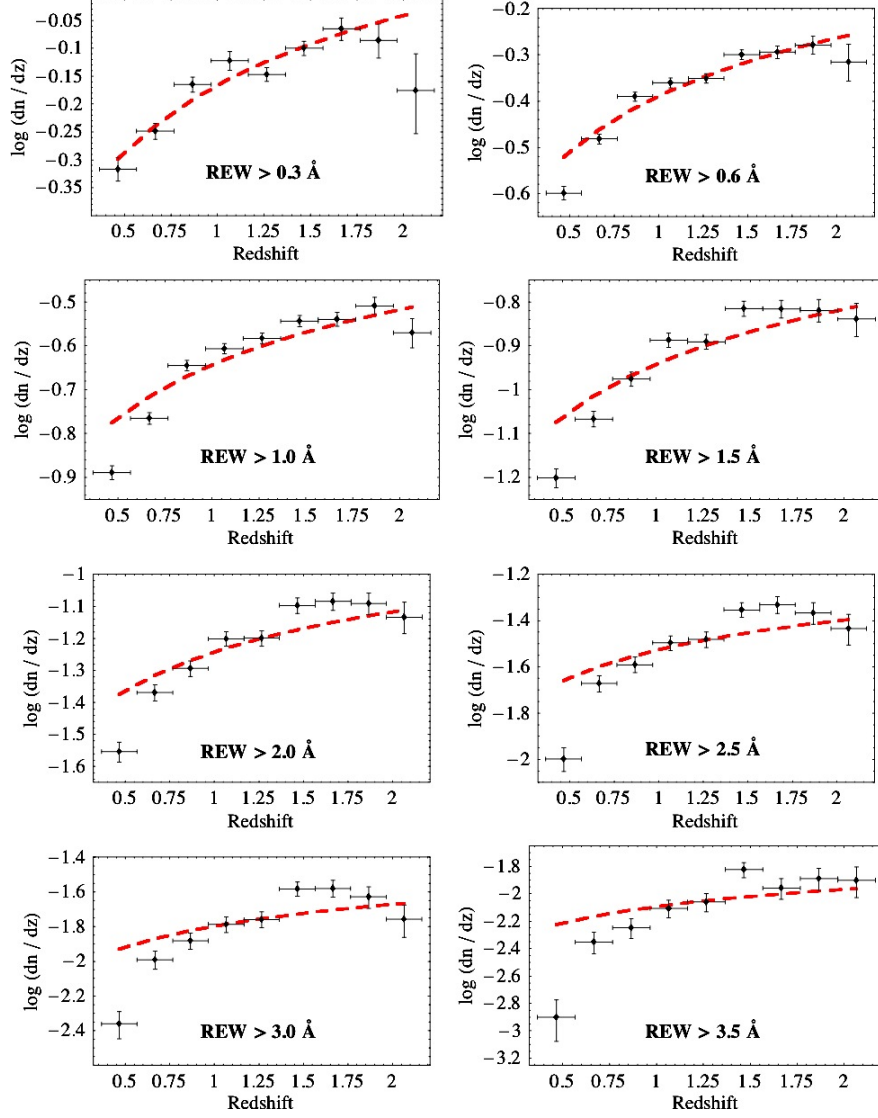 log (dn / dz)
−0.05
−0.1
−0.15
−0.2
−0.25
−0.3
−0.35
REW > 0.3 Å
0.5 0.75 1 1.25 1.5 1.75 2
Redshift
log (dn / dz)
−0.2
−0.3
−0.4
−0.5
−0.6
REW > 0.6 Å
0.5 0.75 1 1.25 1.5 1.75 2
Redshift
log (dn / dz)
−0.5
−0.6
−0.7
−0.8
−0.9
REW > 1.0 Å
0.5 0.75 1 1.25 1.5 1.75 2
Redshift
log (dn / dz)
−0.8
−0.9
−1
−1.1
−1.2
REW > 1.5 Å
0.5 0.75 1 1.25 1.5 1.75 2
Redshift
log (dn / dz)
−1
−1.1
−1.2
−1.3
−1.4
−1.5
−1.6
REW > 2.0 Å
0.5 0.75 1 1.25 1.5 1.75 2
Redshift
log (dn / dz)
−1.2
−1.4
−1.6
−1.8
−2
REW > 2.5 Å
0.5 0.75 1 1.25 1.5 1.75 2
Redshift
log (dn / dz)
−1.4
−1.6
−1.8
−2
−2.2
−2.4
REW > 3.0 Å
0.5 0.75 1 1.25 1.5 1.75 2
Redshift
log (dn / dz)
−1.8
−2
−2.2
−2.4
−2.6
−2.8
−3
−3.2
REW > 3.5 Å
0.5 0.75 1 1.25 1.5 1.75 2
Redshift